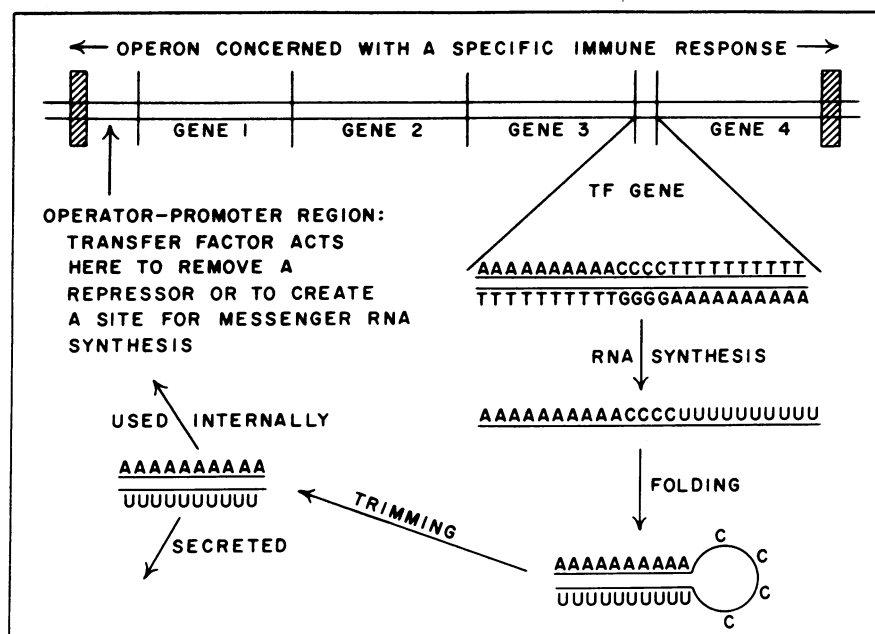 OPERON CONCERNED WITH A SPECIFIC IMMUNE RESPONSE
GENE 1
GENE 2
GENE 3
GENE 4
TF GENE
OPERATOR-PROMOTER REGION:
TRANSFER FACTOR ACTS
HERE TO REMOVE A
REPRESSOR OR TO CREATE
A SITE FOR MESSENGER RNA
SYNTHESIS
AAAAAAAAAACCCCTTTTTTTTTT
TTTTTTTTTTGGGGAAAAAAAAAA
RNA SYNTHESIS
AAAAAAAAAACCCCUUUUUUUUUU
FOLDING
AAAAAAAAAA
UUUUUUUUUU
C
C
C
C
TRIMMING
USED INTERNALLY
AAAAAAAAAA
UUUUUUUUUU
SECRETED